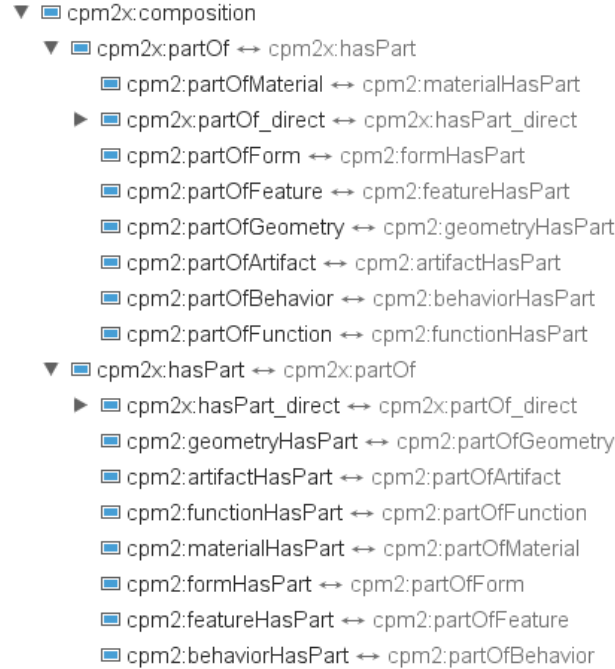 cpm2x:composition
cpm2x:partOf ↔ cpm2x:hasPart
cpm2:partOfMaterial ↔ cpm2:materialHasPart
cpm2x:partOf_direct ↔ cpm2x:hasPart_direct
cpm2:partOfForm ↔ cpm2:formHasPart
cpm2:partOfFeature ↔ cpm2:featureHasPart
cpm2:partOfGeometry ↔ cpm2:geometryHasPart
cpm2:partOfArtifact ↔ cpm2:artifactHasPart
cpm2:partOfBehavior ↔ cpm2:behaviorHasPart
cpm2:partOfFunction ↔ cpm2:functionHasPart
cpm2x:hasPart ↔ cpm2x:partOf
cpm2x:hasPart_direct ↔ cpm2x:partOf_direct
cpm2:geometryHasPart ↔ cpm2:partOfGeometry
cpm2:artifactHasPart ↔ cpm2:partOfArtifact
cpm2:functionHasPart ↔ cpm2:partOfFunction
cpm2:materialHasPart ↔ cpm2:partOfMaterial
cpm2:formHasPart ↔ cpm2:partOfForm
cpm2:featureHasPart ↔ cpm2:partOfFeature
cpm2:behaviorHasPart ↔ cpm2:partOfBehavior